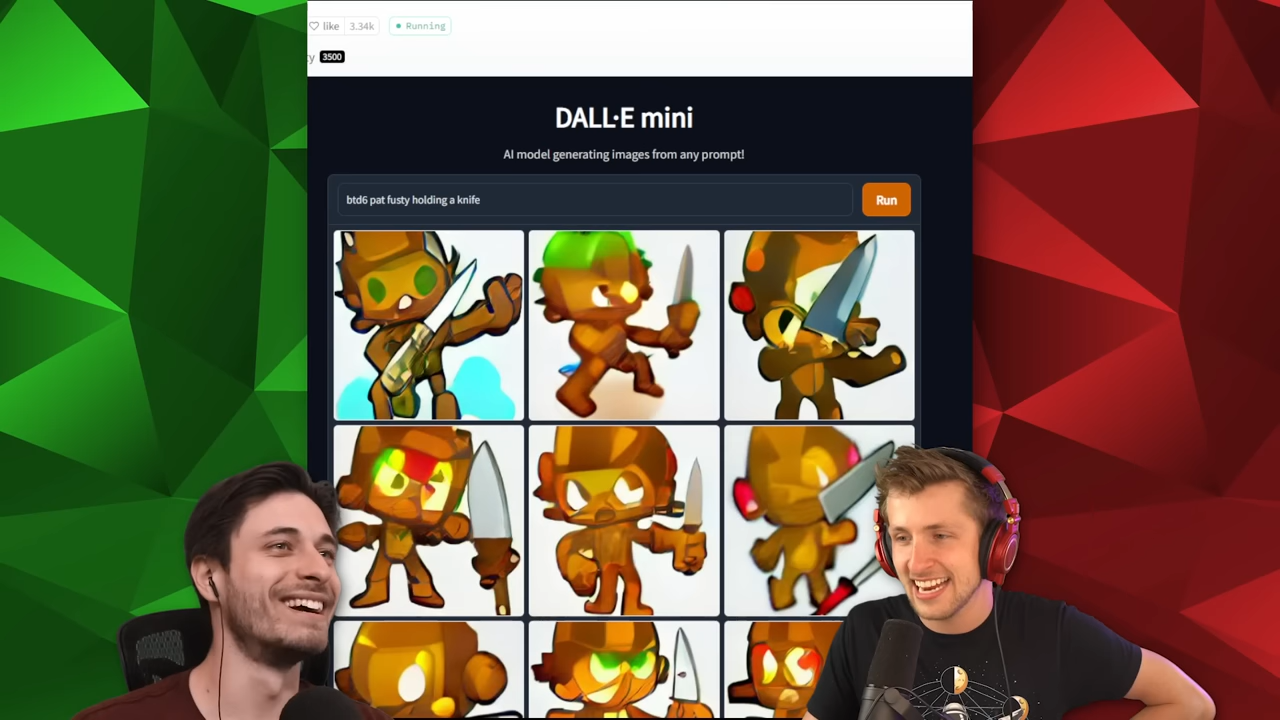 like 3.34k Running
y 3500
DALL·E mini
AI model generating images from any prompt!
btd6 pat fusty holding a knife Run